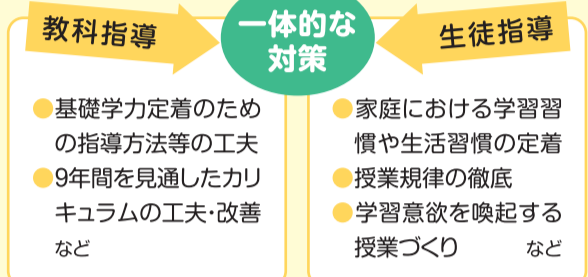 教科指導
一体的な
対策
生徒指導
●基礎学力定着のため
の指導方法等の工夫
●9年間を見通したカリ
キュラムの工夫・改善
など
●家庭における学習習
慣や生活習慣の定着
●授業規律の徹底
●学習意欲を喚起する
授業づくり など